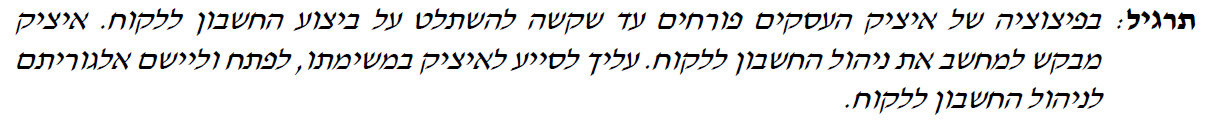 תרגיל: בפיצוציה של איציק העסקים פורחים עד שקשה להשתלט על ביצוע החשבון ללקוח. איציק
מבקש למחשב את ניהול החשבון ללקוח. עליך לסייע לאיציק במשימתו, לפתח וליישם אלגוריתם
לניהול החשבון ללקוח.